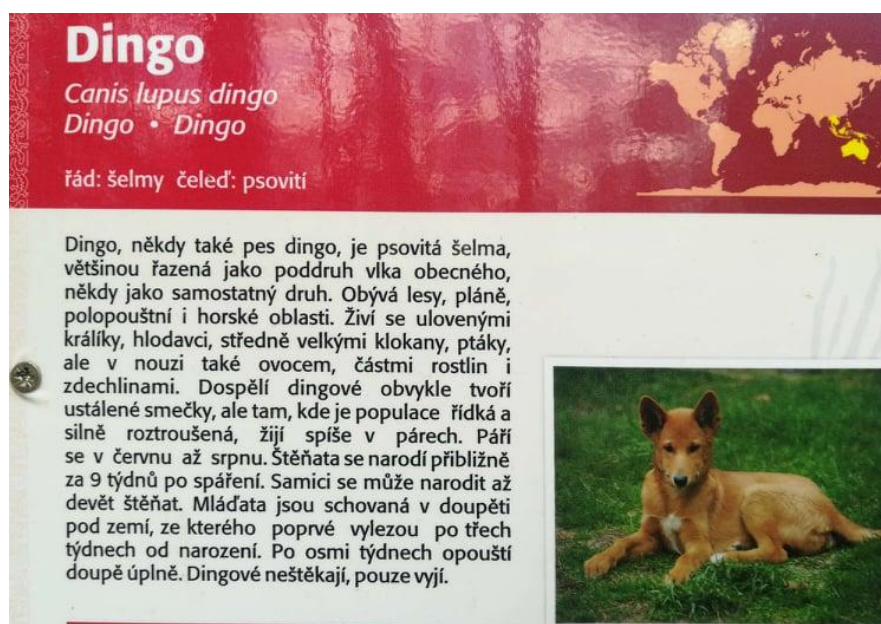 Dingo
Canis lupus dingo
Dingo • Dingo
řád: šelmy čeleď: psovití
Dingo, někdy také pes dingo, je psovitá šelma,
většinou řazená jako poddruh vlka obecného,
někdy jako samostatný druh. Obývá lesy, pláně,
polopouštní i horské oblasti. Živí se ulovenými
králíky, hlodavci, středně velkými klokany, ptáky,
ale v nouzi také ovocem, částmi rostlin i
zdechlinami. Dospělí dingové obvykle tvoří
ustálené smečky, ale tam, kde je populace řídká a
silně roztroušená, žijí spíše v párech. Páří
se v červnu až srpnu. Štěňata se narodí přibližně
za 9 týdnů po spáření. Samici se může narodit až
devět štěňat. Mláďata jsou schovaná v doupěti
pod zemí, ze kterého poprvé vylezou po třech
týdnech od narození. Po osmi týdnech opouští
doupě úplně. Dingové neštěkají, pouze vyjí.